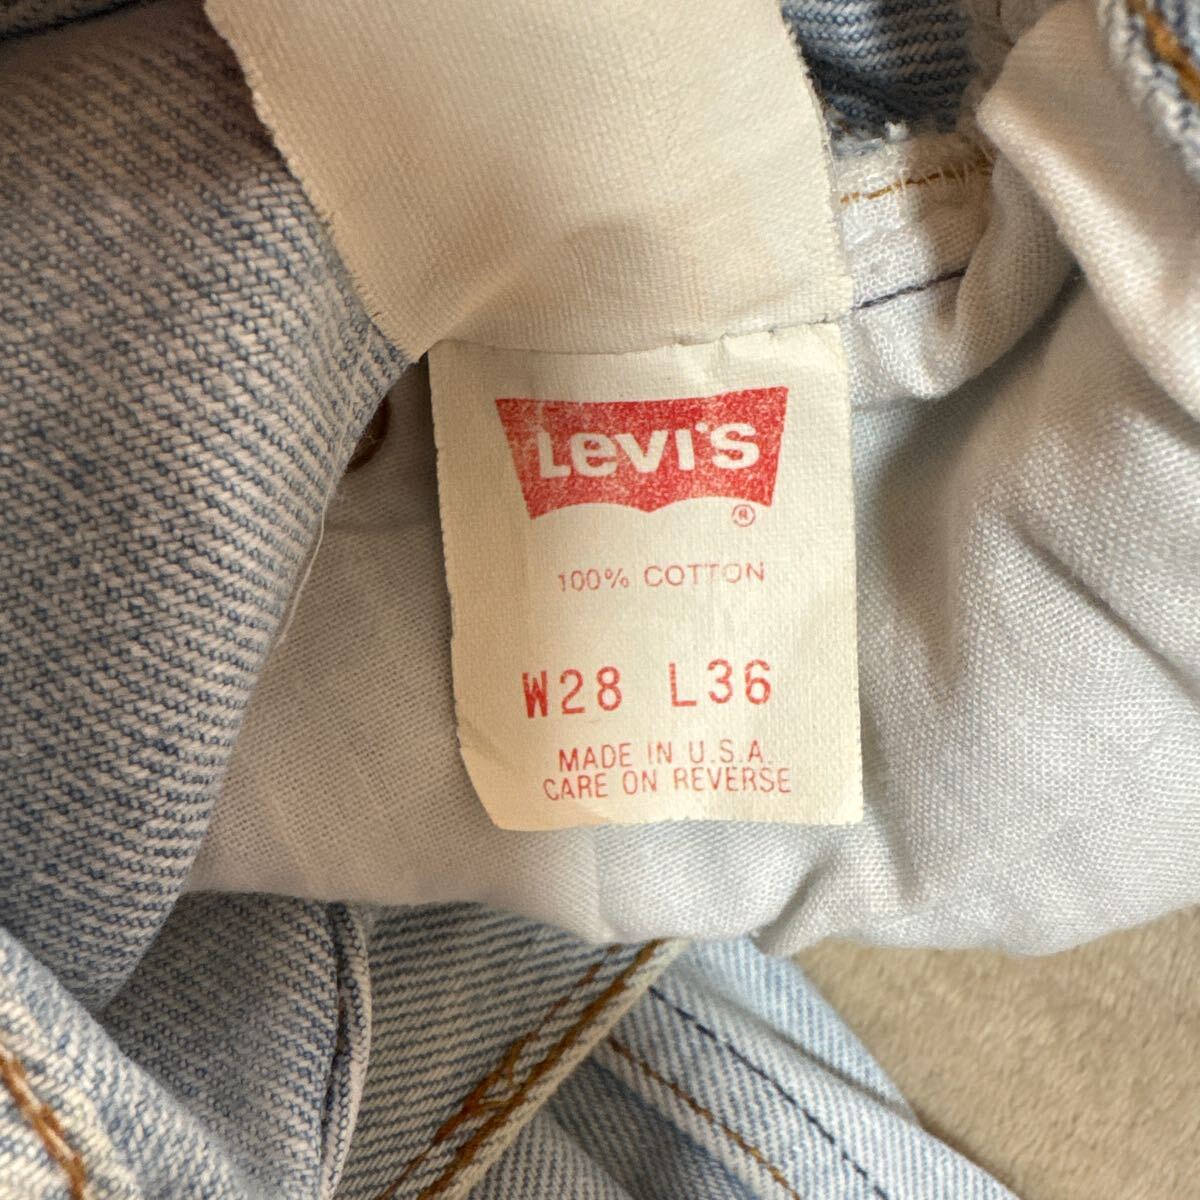 Levi's
®
100% COTTON
W28 L36
MADE IN U.S.A.
CARE ON REVERSE